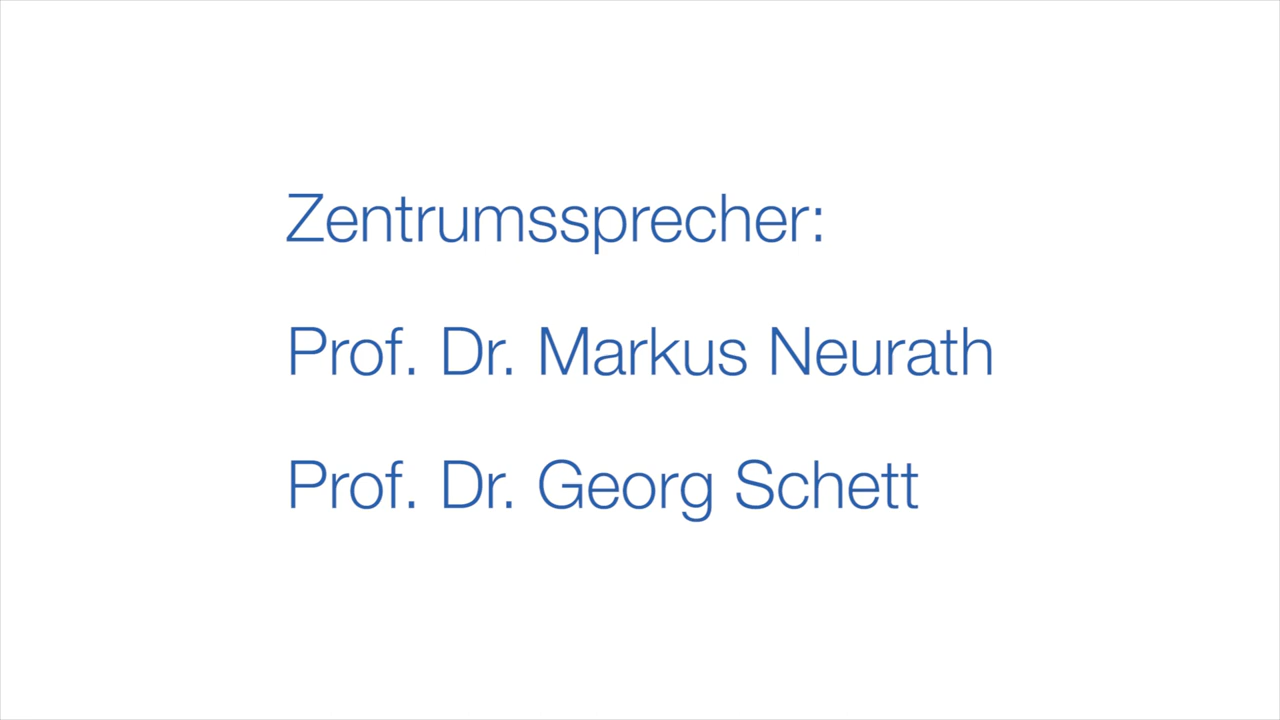 Zentrumssprecher:
Prof. Dr. Markus Neurath
Prof. Dr. Georg Schett